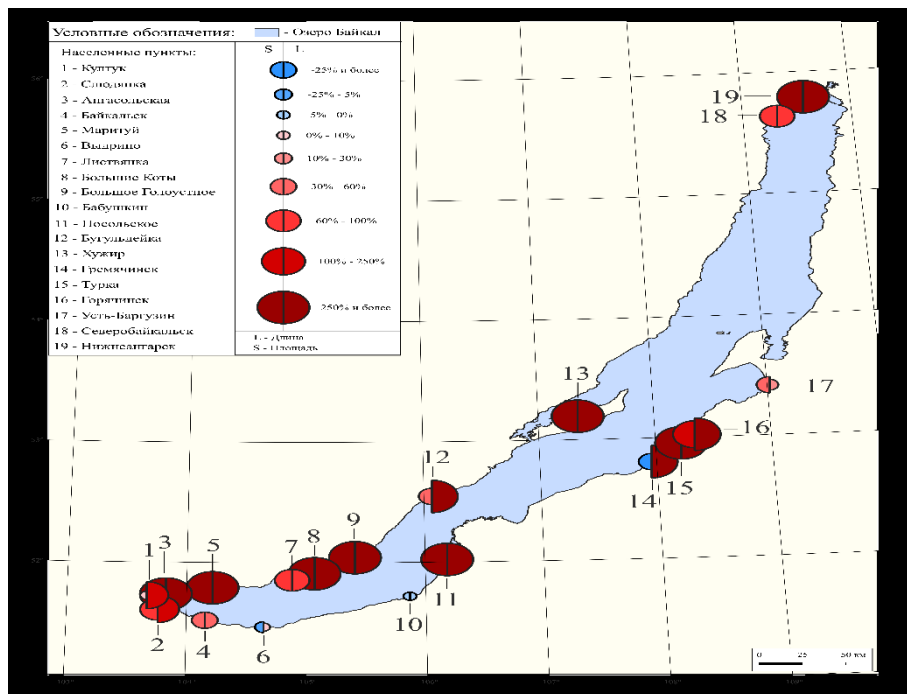 Условные обозначения:
- Озеро Байкал
Населенные пункты:
S L
1 - Култук
2 - Слюдянка
3 - Ангасольская
4 - Байкальск
5 - Маритуй
6 - Выдрино
7 - Листвянка
8 - Большие Коты
9 - Большое Голоустное
10 - Бабушкин
11 - Посольское
12 - Бугульдейка
13 - Хужир
14 - Гремячинск
15 - Турка
16 - Горячинск
17 - Усть-Баргузин
18 - Северобайкальск
19 - Нижнеангарск
-25% и более
-25% - 5%
5% - 0%
0% - 10%
10% - 30%
30% - 60%
60% - 100%
100% - 250%
250% и более
L - Длина
S - Площадь
19
18
17
13
16
12
14
15
9
8
7
5
3
1
11
10
6
4
2
0 25 50 км